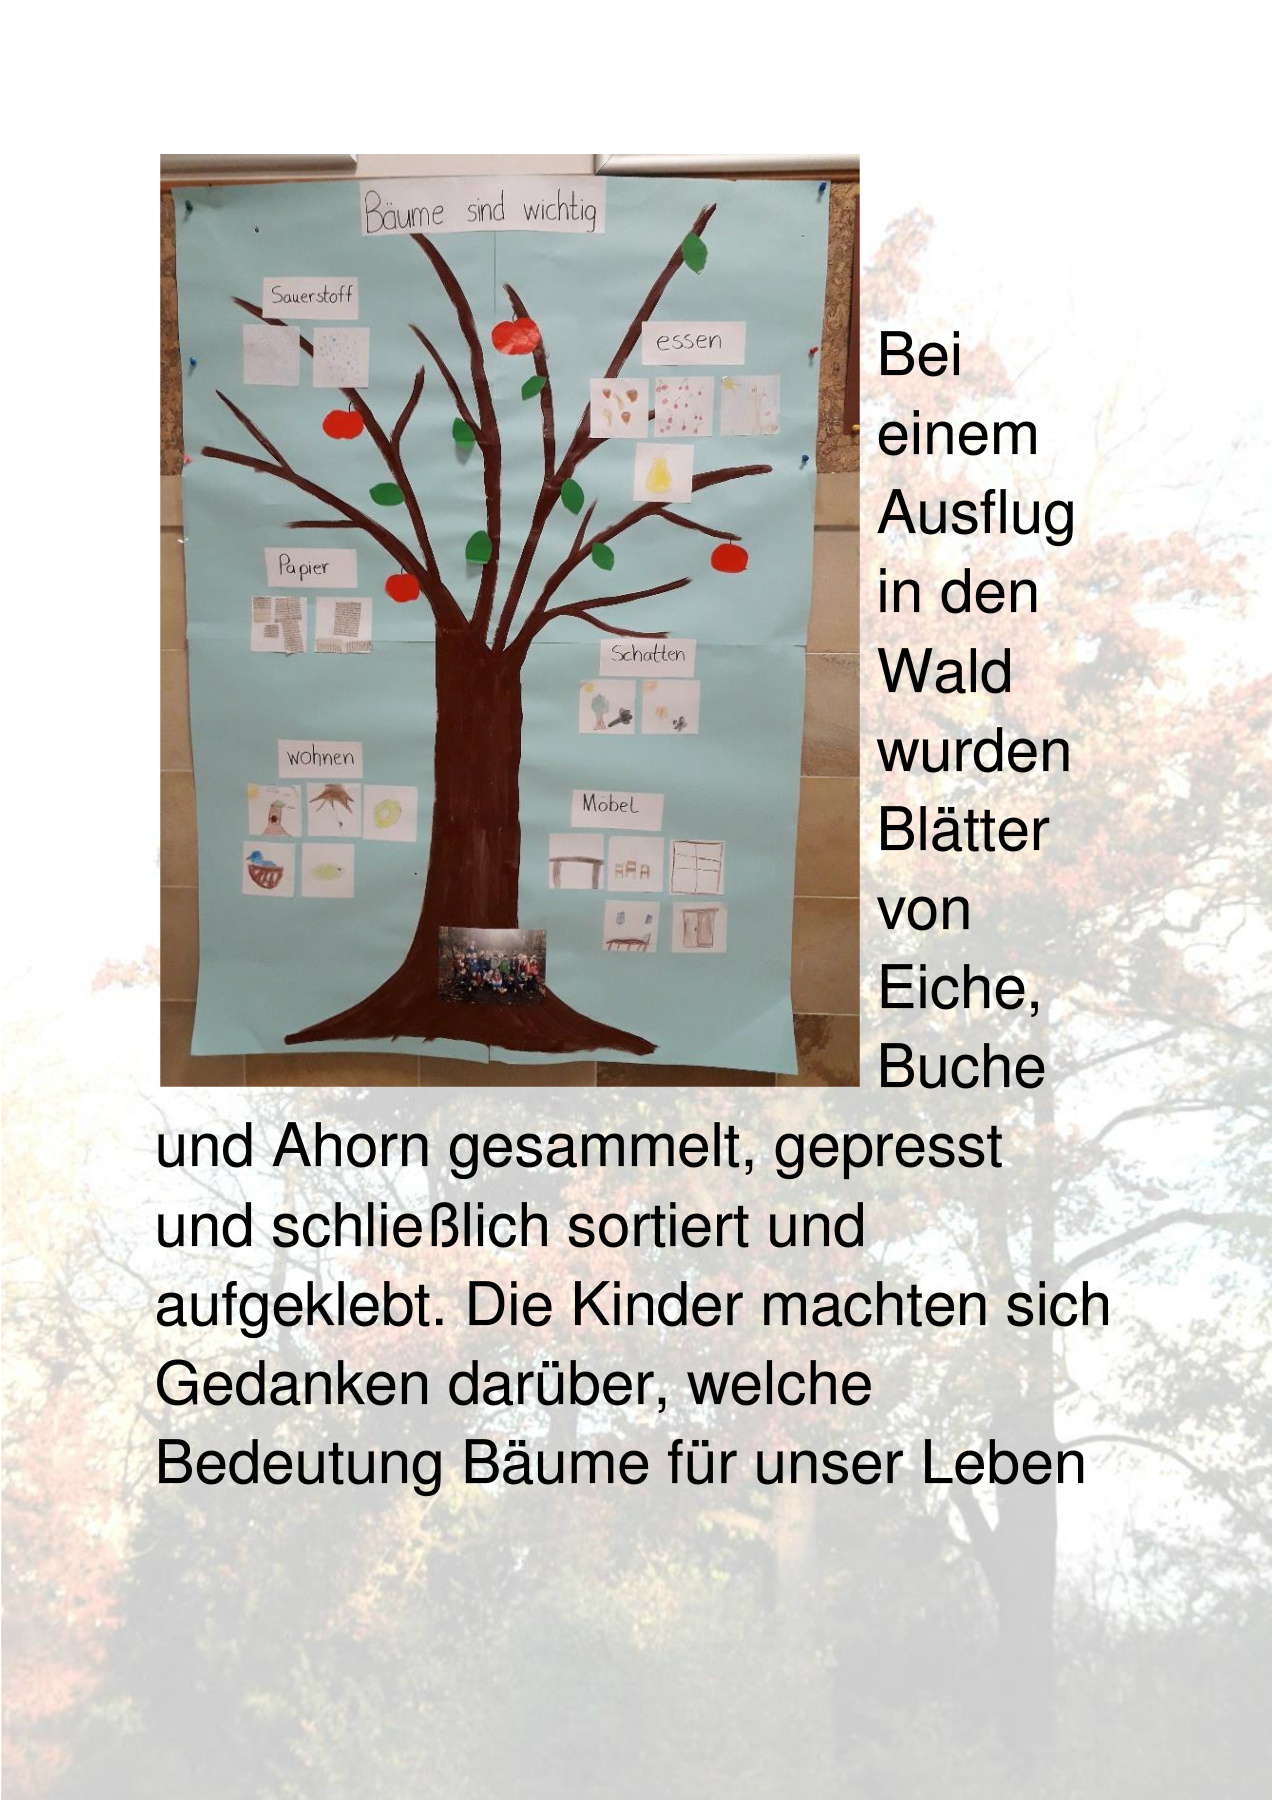 Bäume sind wichtig
Sauerstoff
essen
Papier
Schatten
wohnen
Möbel
Bei
einem
Ausflug
in den
Wald
wurden
Blätter
von
Eiche,
Buche
und Ahorn gesammelt, gepresst
und schließlich sortiert und
aufgeklebt. Die Kinder machten sich
Gedanken darüber, welche
Bedeutung Bäume für unser Leben